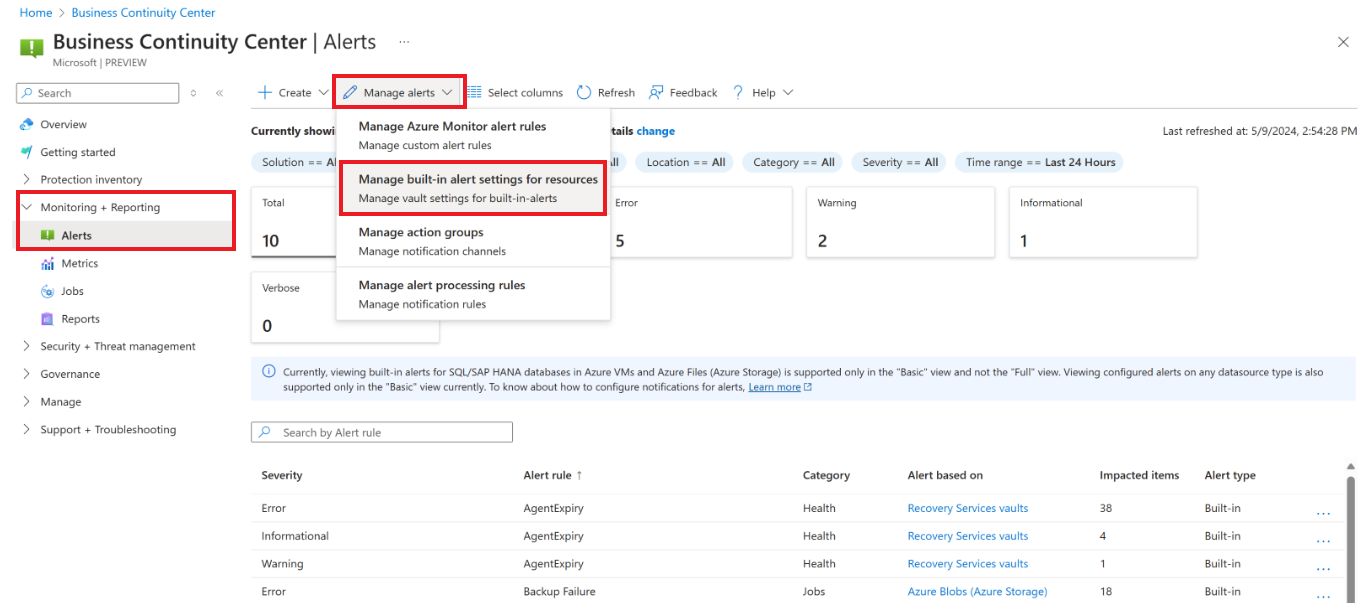 Home > Business Continuity Center
Business Continuity Center | Alerts ...
Microsoft | PREVIEW
Search
Overview
Getting started
Protection inventory
Monitoring + Reporting
Alerts
Metrics
Jobs
Reports
Security + Threat management
Governance
Manage
Support + Troubleshooting
Create Manage alerts Select columns Refresh Feedback Help
Manage Azure Monitor alert rules
Manage custom alert rules
Manage built-in alert settings for resources
Manage vault settings for built-in-alerts
Manage action groups
Manage notification channels
Manage alert processing rules
Manage notification rules
Currently change
Last refreshed at: 5/9/2024, 2:54:28 PM
Solution == Location == All Category == All Severity == All Time range == Last 24 Hours
Total
10
Error
5
Warning
2
Informational
1
Verbose
0
Currently, viewing built-in alerts for SQL/SAP HANA databases in Azure VMs and Azure Files (Azure Storage) is supported only in the "Basic" view and not the "Full" view. Viewing configured alerts on any datasource type is also
supported only in the "Basic" view currently. To know about how to configure notifications for alerts, Learn more
Search by Alert rule
Severity Alert rule ↑ Category Alert based on Impacted items Alert type
Error AgentExpiry Health Recovery Services vaults 38 Built-in ...
Informational AgentExpiry Health Recovery Services vaults 4 Built-in ...
Warning AgentExpiry Health Recovery Services vaults 1 Built-in ...
Error Backup Failure Jobs Azure Blobs (Azure Storage) 18 Built-in ...